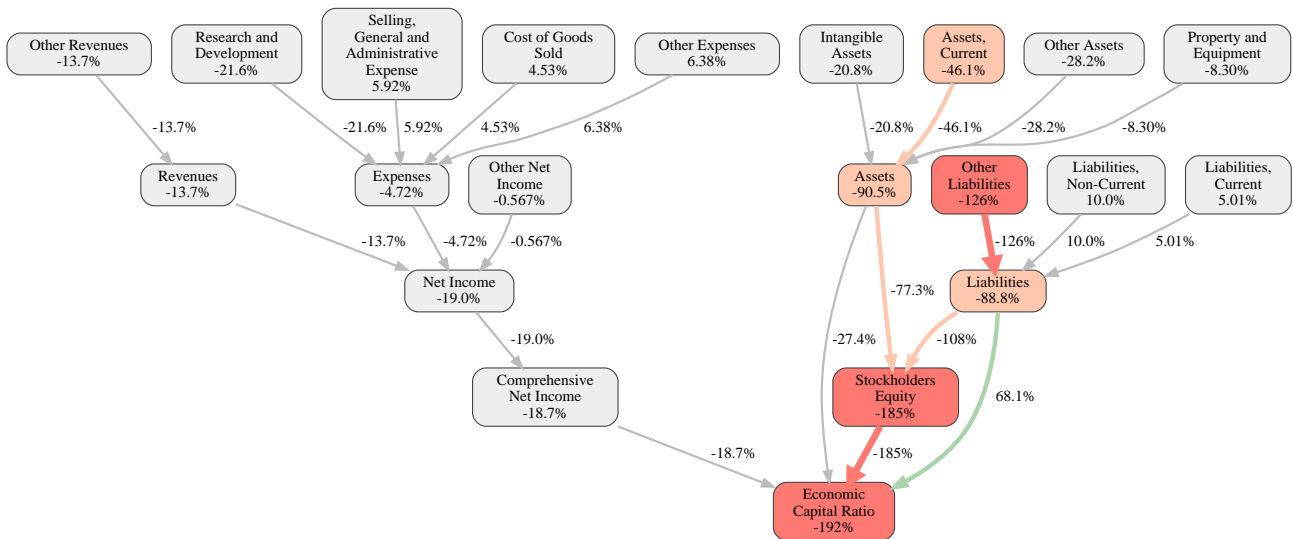 Other Revenues
-13.7%
Research and
Development
-21.6%
Selling,
General and
Administrative
Expense
5.92%
Cost of Goods
Sold
4.53%
Other Expenses
6.38%
Intangible
Assets
-20.8%
Assets,
Current
-46.1%
Other Assets
-28.2%
Property and
Equipment
-8.30%
-13.7%
-21.6%
5.92%
4.53%
6.38%
-20.8%
-46.1%
-28.2%
-8.30%
Revenues
-13.7%
Expenses
-4.72%
Other Net
Income
-0.567%
Assets
-90.5%
Other
Liabilities
-126%
Liabilities,
Non-Current
10.0%
Liabilities,
Current
5.01%
-13.7%
-4.72%
-0.567%
-126%
10.0%
5.01%
Net Income
-19.0%
Liabilities
-88.8%
-77.3%
-19.0%
-27.4%
-108%
Comprehensive
Net Income
-18.7%
Stockholders
Equity
-185%
68.1%
-18.7%
-185%
Economic
Capital Ratio
-192%